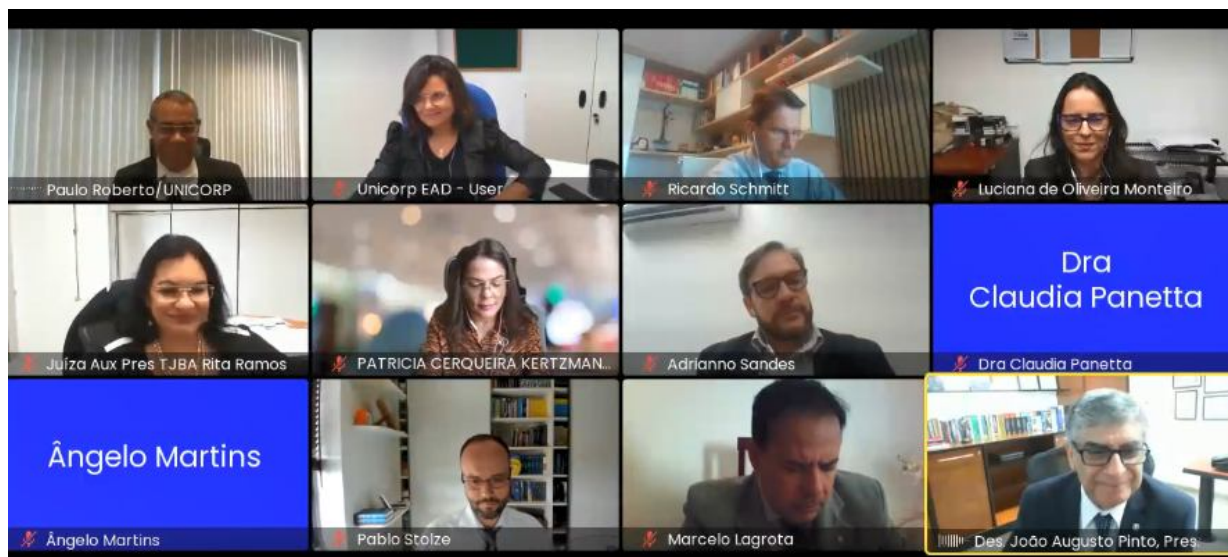 Paulo Roberto/UNICORP
Unicorp EAD - User
Ricardo Schmitt
Luciana de Oliveira Monteiro
Juíza Aux Pres TJBA Rita Ramos
PATRICIA CERQUEIRA KERTZMAN...
Adrianno Sandes
Dra
Claudia Panetta
Dra Claudia Panetta
Ângelo Martins
Ângelo Martins
Pablo Stolze
Marcelo Lagrota
Des. João Augusto Pinto, Pres.